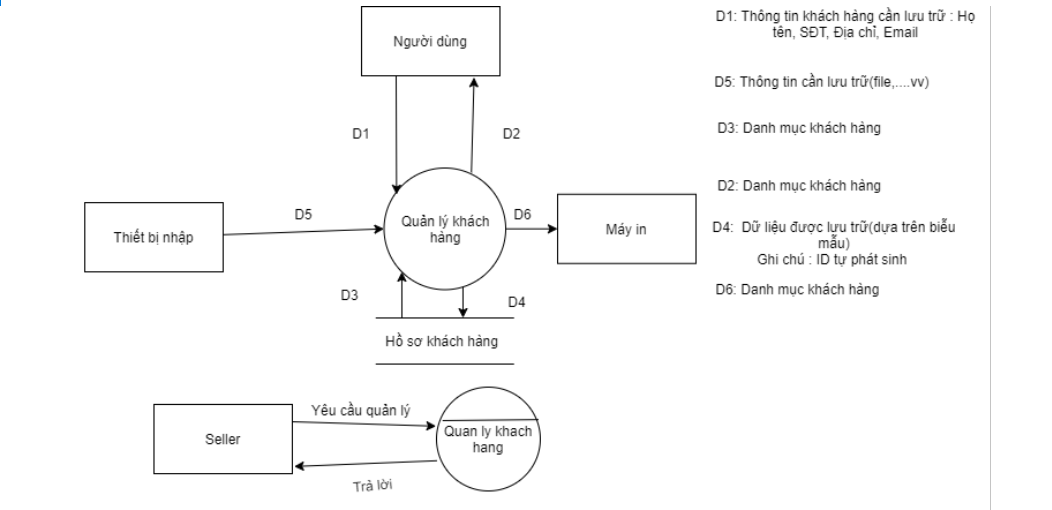 Người dùng
D1: Thông tin khách hàng cần lưu trữ : Họ
tên, SĐT, Địa chỉ, Email
D5: Thông tin cần lưu trữ(file,....vv)
D1
D2
D3: Danh mục khách hàng
D2: Danh mục khách hàng
Thiết bị nhập
D5
Quản lý khách
hàng
D6
Máy in
D4: Dữ liệu được lưu trữ(dựa trên biễu
mẫu)
Ghi chú : ID tự phát sinh
D3
D4
D6: Danh mục khách hàng
Hồ sơ khách hàng
Seller
Yêu cầu quản lý
Quan ly khach
hang
Trả lời